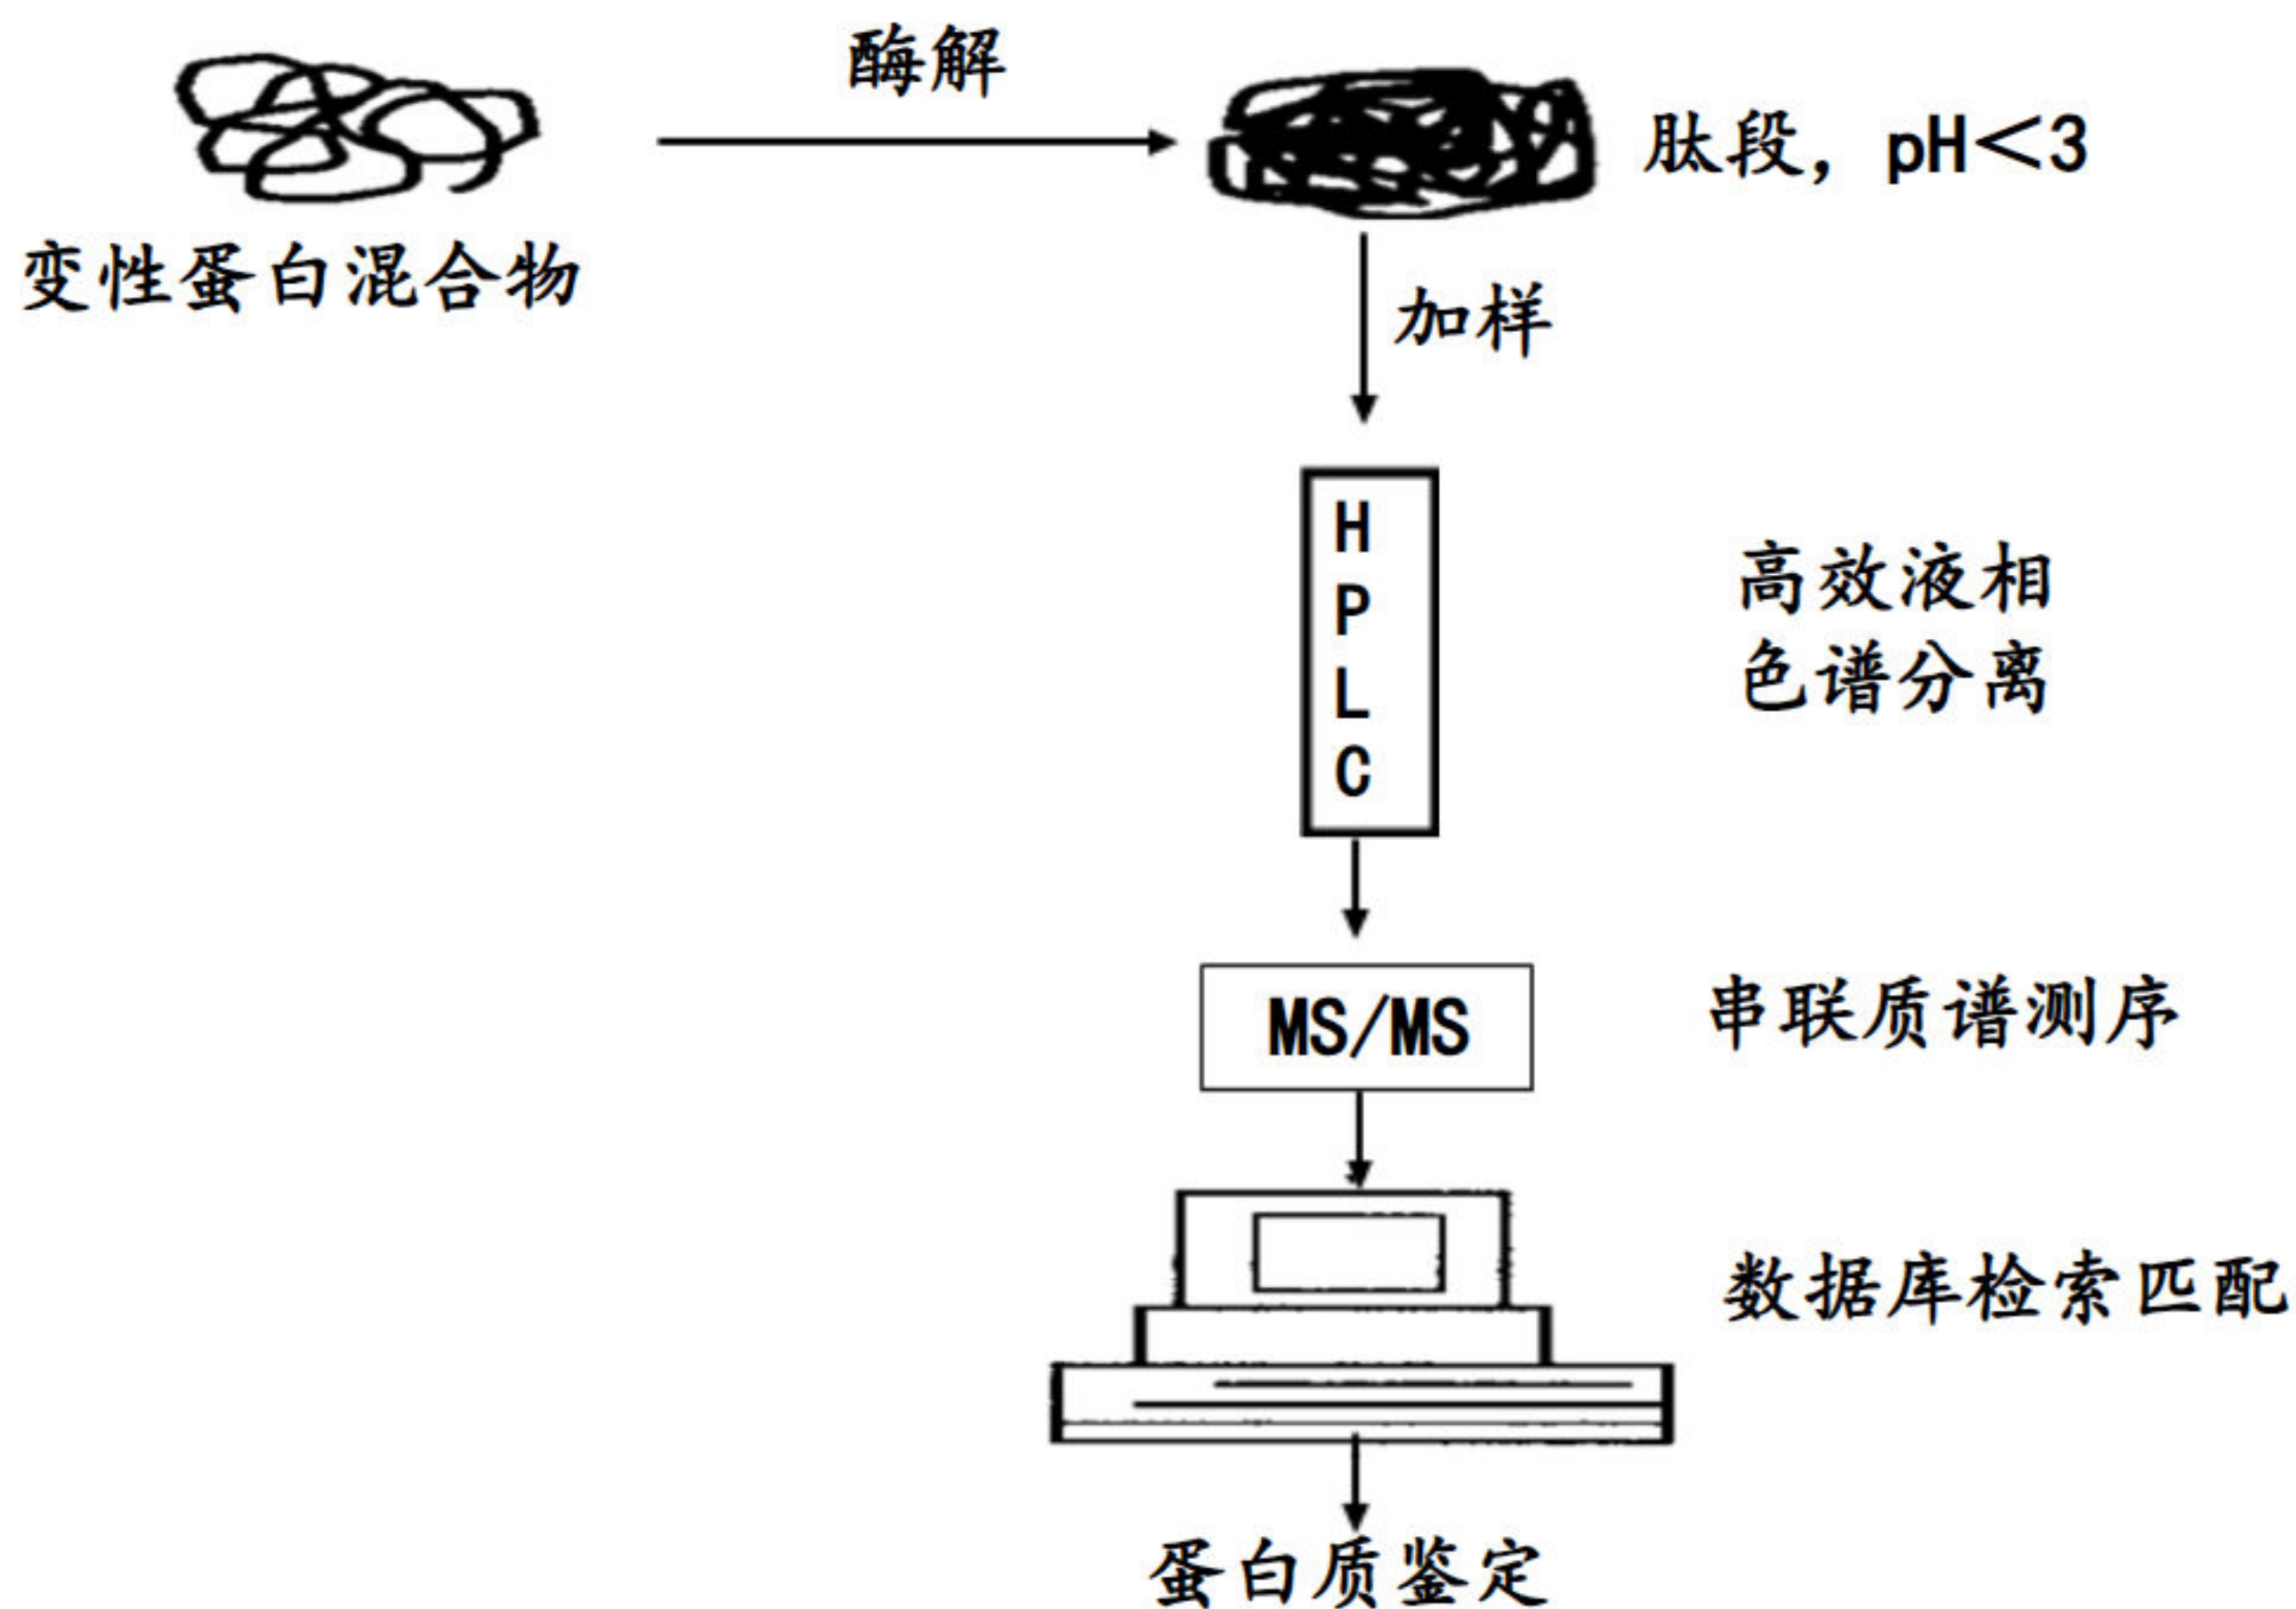 酶解
变性蛋白混合物
肽段，pH＜3
加样
H
P
L
C
高效液相
色谱分离
MS/MS
串联质谱测序
数据库检索匹配
蛋白质鉴定